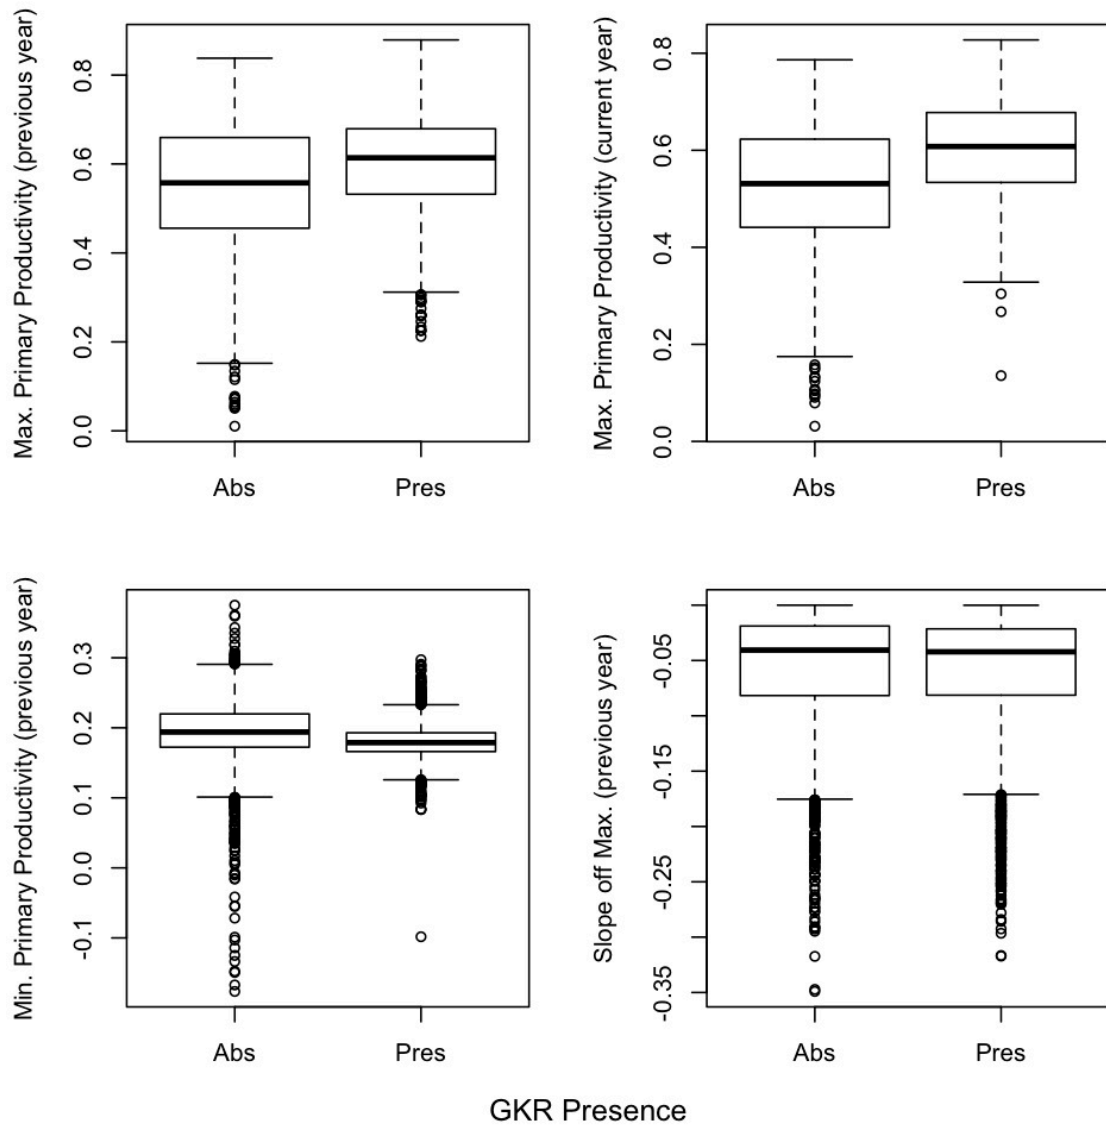 Max. Primary Productivity (previous year)
0.8
0.6
0.4
0.2
0.0
Abs Pres
Max. Primary Productivity (current year)
0.8
0.6
0.4
0.2
0.0
Abs Pres
Min. Primary Productivity (previous year)
0.3
0.2
0.1
0.0
-0.1
Abs Pres
Slope off Max. (previous year)
-0.05
-0.15
-0.25
-0.35
Abs Pres
GKR Presence